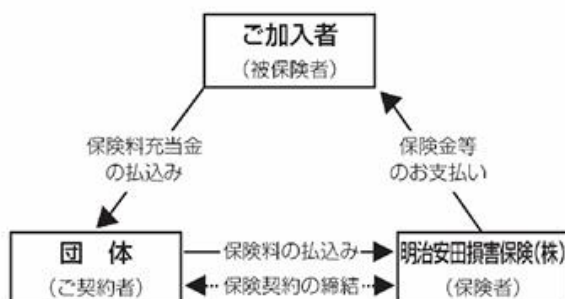 ご加入者
(被保険者)
保険料充当金
の払込み
保険金等
のお支払い
団 体
(ご契約者)
保険料の払込み
保険契約の締結
明治安田損害保険(株)
(保険者)